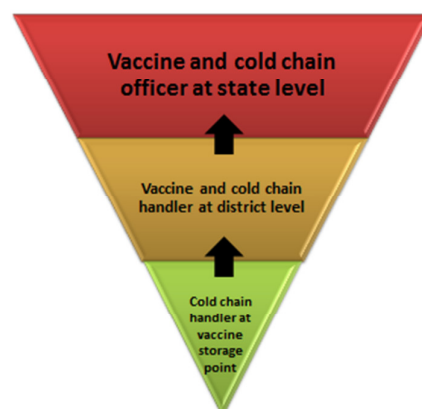 Vaccine and cold chain
officer at state level
Vaccine and cold chain
handler at district level
Cold chain
handler at
vaccine
storage
point